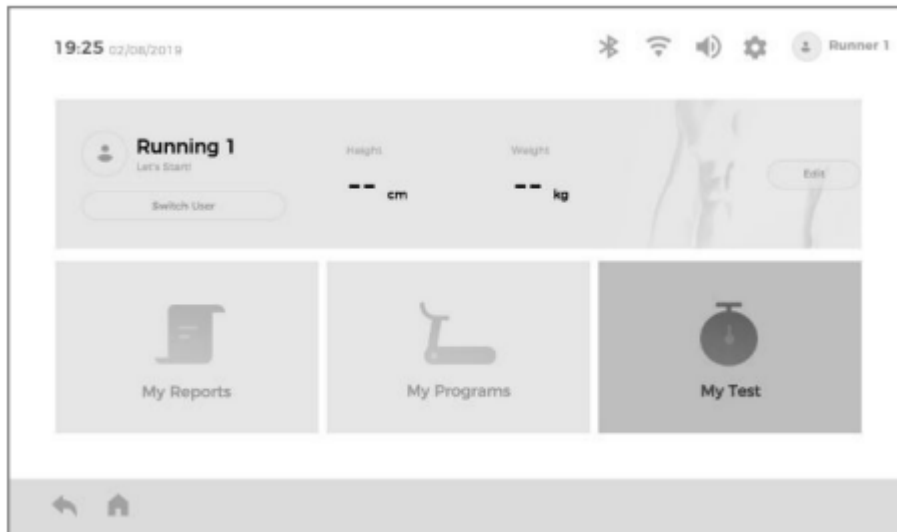 19:25 02/08/2019
Runner 1
Running 1
Let's Start!
Switch User
Height
-- cm
Weight
-- kg
Edit
My Reports
My Programs
My Test